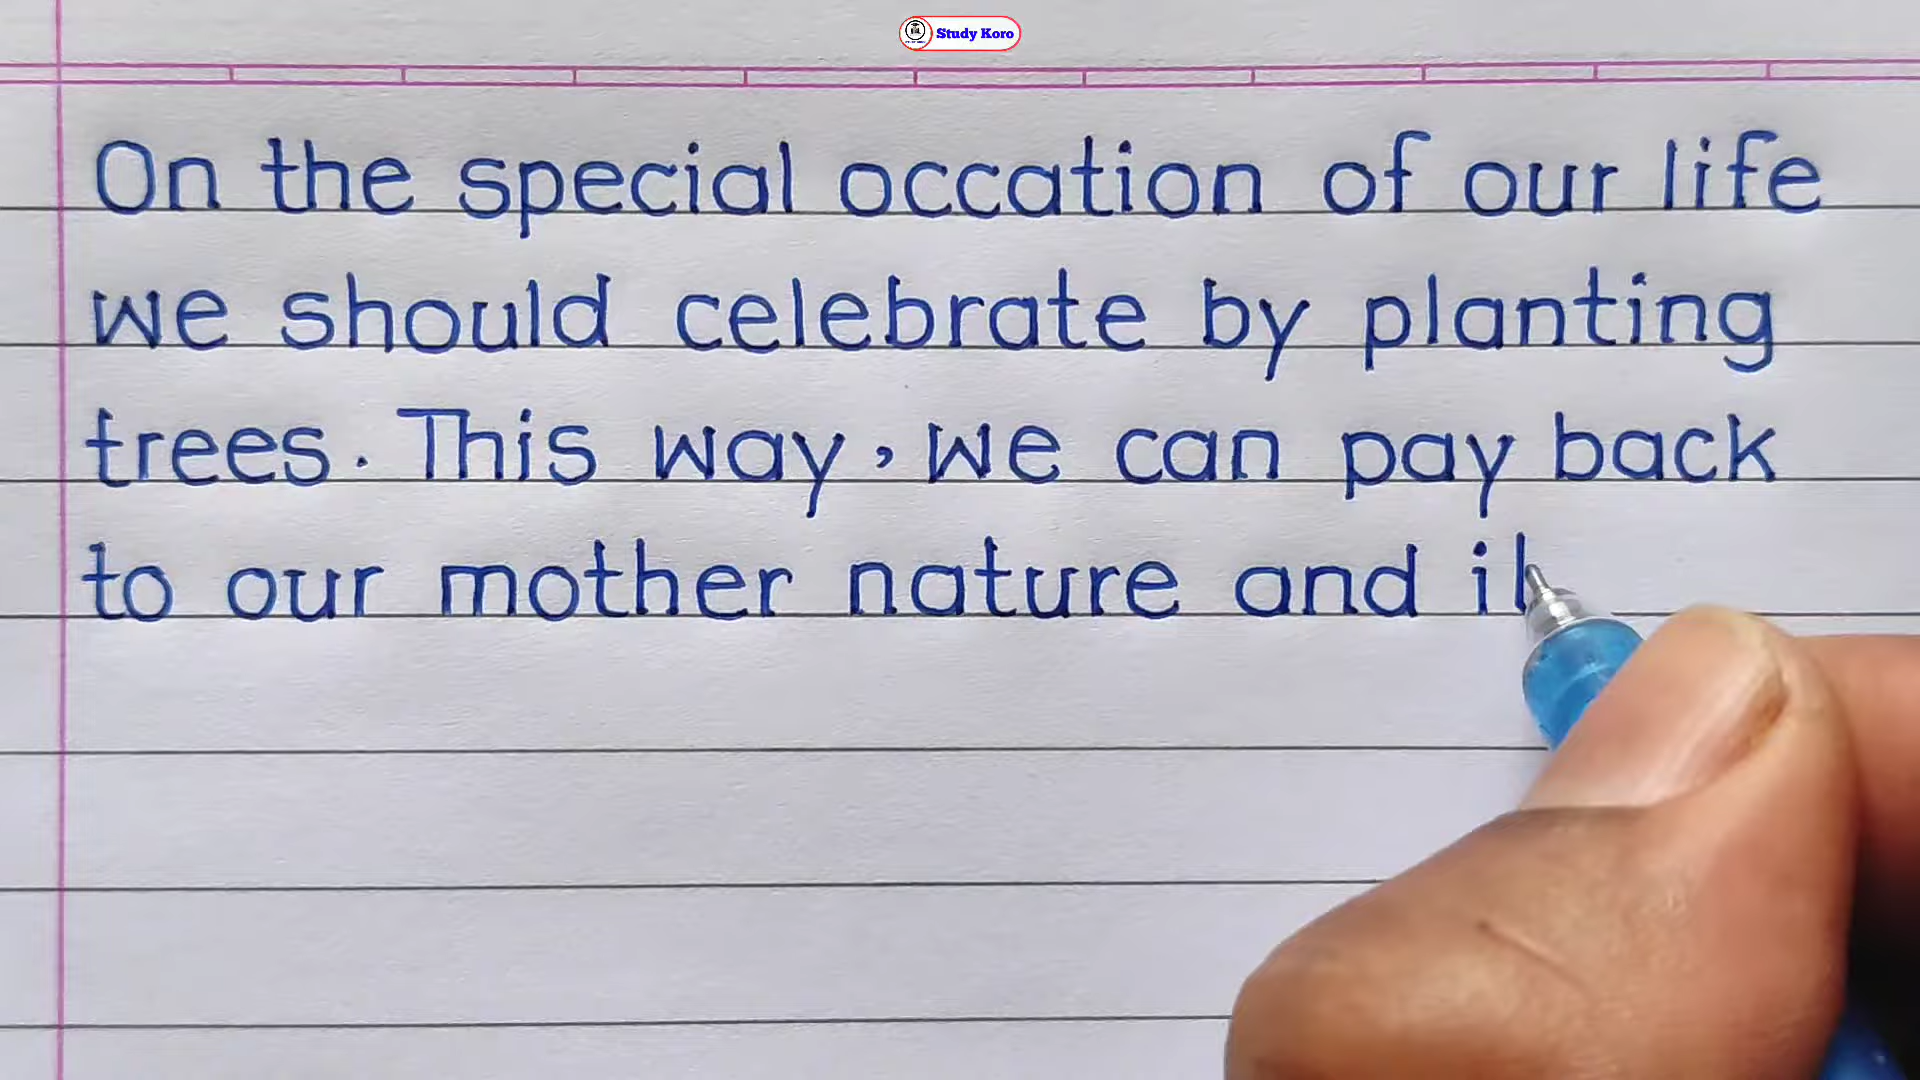 Study Koro
On the special occation of our life
we should celebrate by planting
trees. This way, we can pay back
to our mother nature and